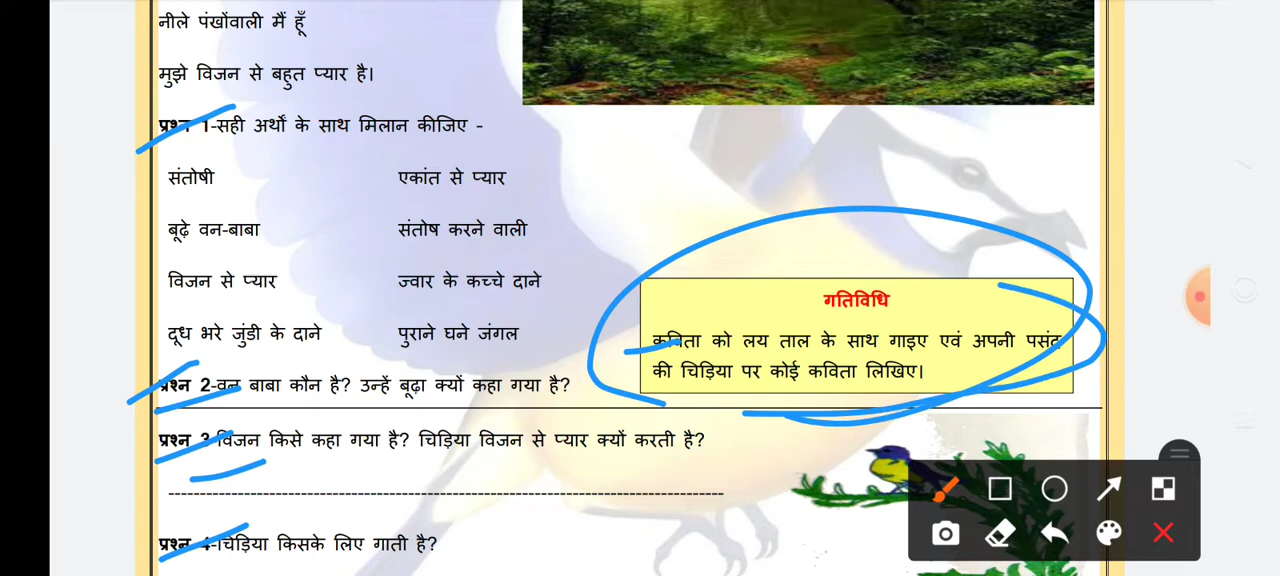 नीले पंखोंवाली मैं हूँ
मुझे विजन से बहुत प्यार है।
प्रश्न 1-सही अर्थों के साथ मिलान कीजिए -
संतोषी एकांत से प्यार
बूढ़े वन-बाबा संतोष करने वाली
विजन से प्यार ज्वार के कच्चे दाने
दूध भरे जुंडी के दाने पुराने घने जंगल
गतिविधि
कविता को लय ताल के साथ गाइए एवं अपनी पसंद
की चिड़िया पर कोई कविता लिखिए।
प्रश्न 2-वन बाबा कौन है? उन्हें बूढ़ा क्यों कहा गया है?
प्रश्न 3-विजन किसे कहा गया है? चिड़िया विजन से प्यार क्यों करती है?
प्रश्न 4-चिड़िया किसके लिए गाती है?